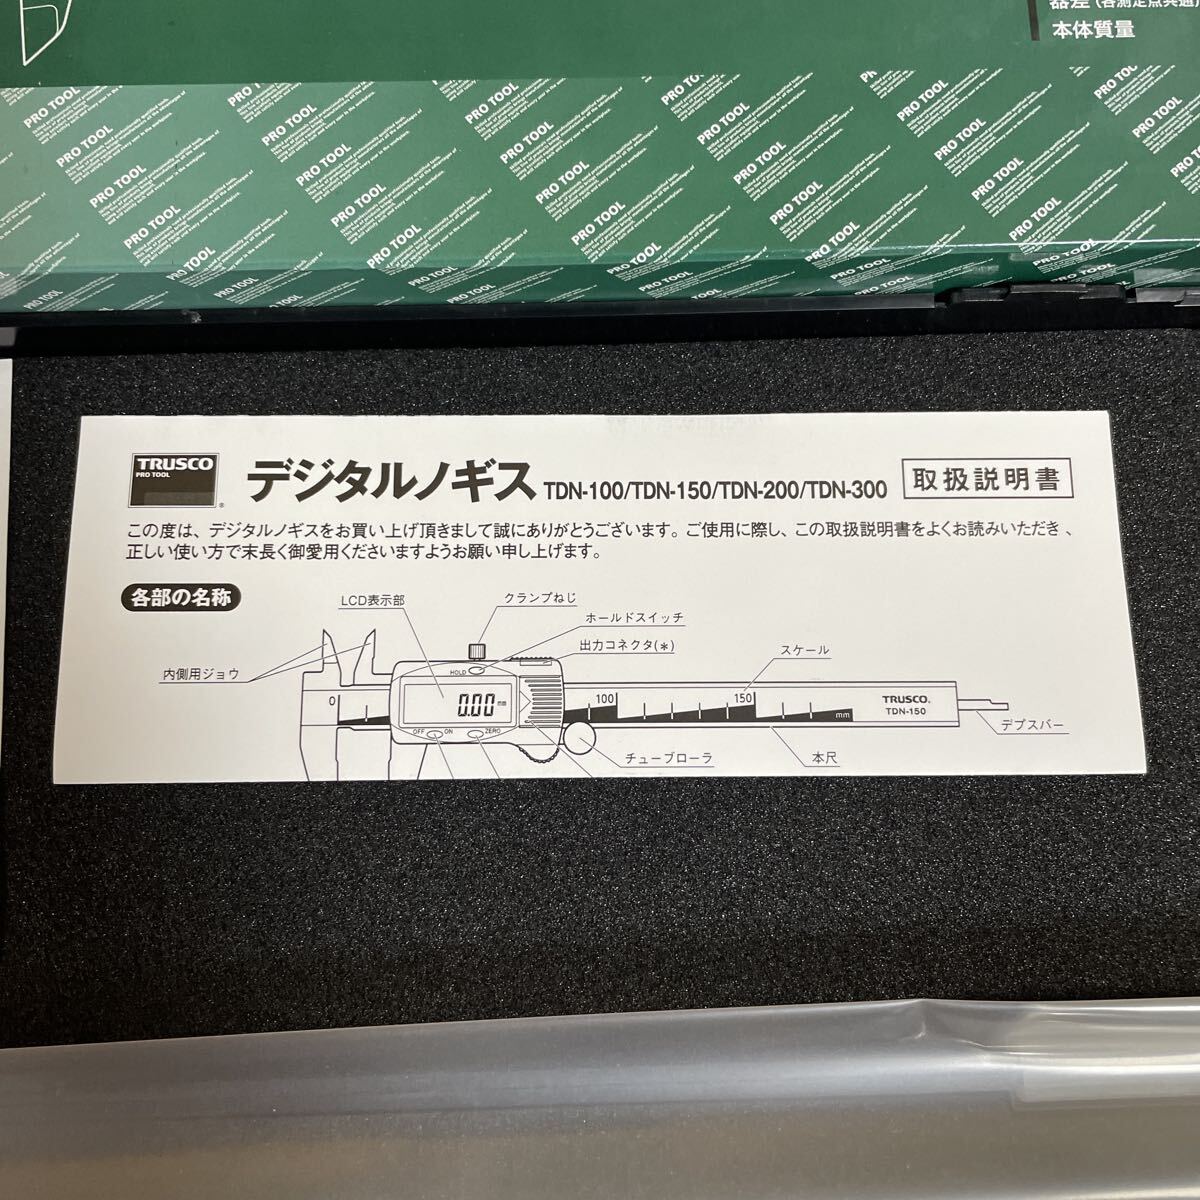 器差(各測定点共通)
本体質量
PRO TOOL
TRUSCO
PRO TOOL
デジタルノギス TDN-100/TDN-150/TDN-200/TDN-300 取扱説明書
この度は、デジタルノギスをお買い上げ頂きまして誠にありがとうございます。ご使用に際し、この取扱説明書をよくお読みいただき、
正しい使い方で末長く御愛用くださいますようお願い申し上げます。
各部の名称
LCD表示部
クランプねじ
ホールドスイッチ
出力コネクタ(*)
スケール
内側用ジョウ
HOLD
0
0.00 mm
100
150
mm
TRUSCO.
TDN-150
OFF
ON
ZERO
デプスバー
チューブローラ
本尺